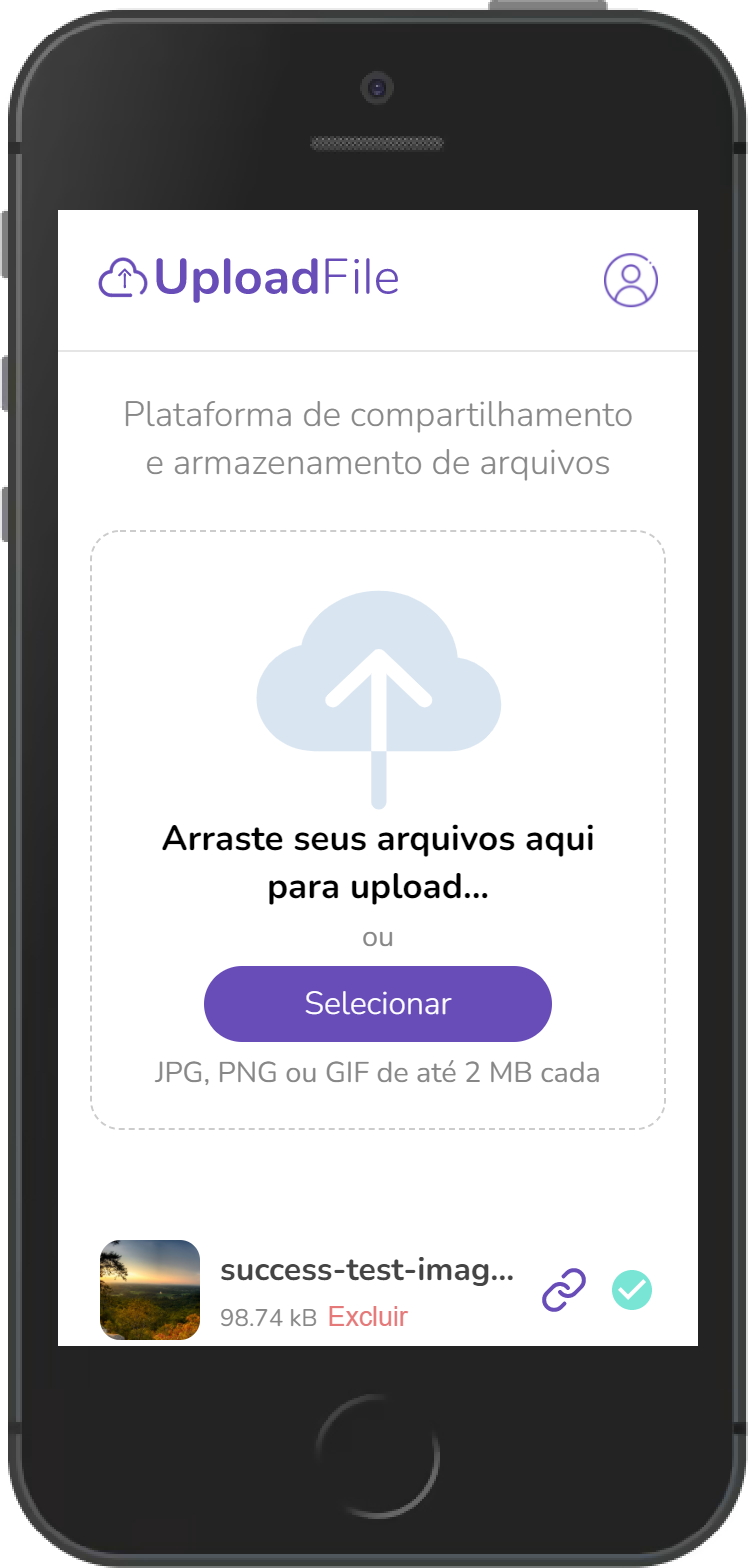 UploadFile
Plataforma de compartilhamento
e armazenamento de arquivos
Arraste seus arquivos aqui
para upload...
ou
Selecionar
JPG, PNG ou GIF de até 2 MB cada
success-test-imag...
98.74 kB Excluir